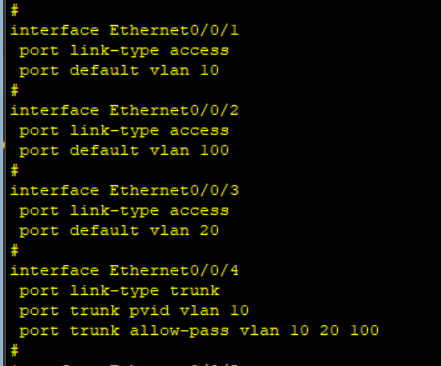 #
interface Ethernet0/0/1
 port link-type access
 port default vlan 10
#
interface Ethernet0/0/2
 port link-type access
 port default vlan 100
#
interface Ethernet0/0/3
 port link-type access
 port default vlan 20
#
interface Ethernet0/0/4
 port link-type trunk
 port trunk pvid vlan 10
 port trunk allow-pass vlan 10 20 100
#